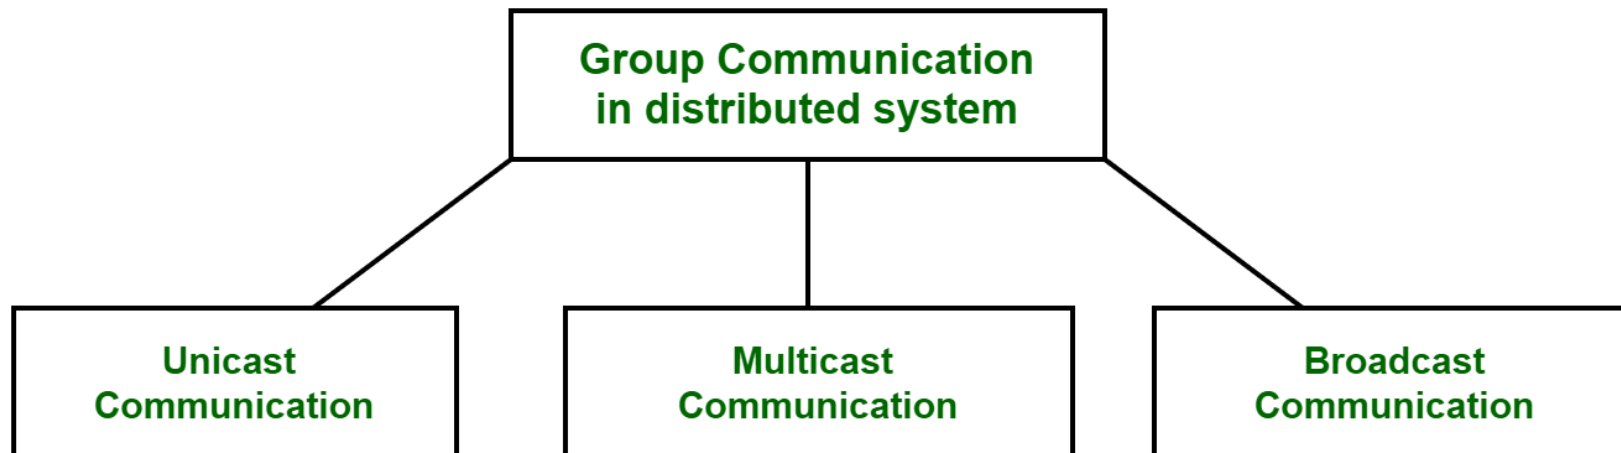 Group Communication
in distributed system
Unicast
Communication
Multicast
Communication
Broadcast
Communication